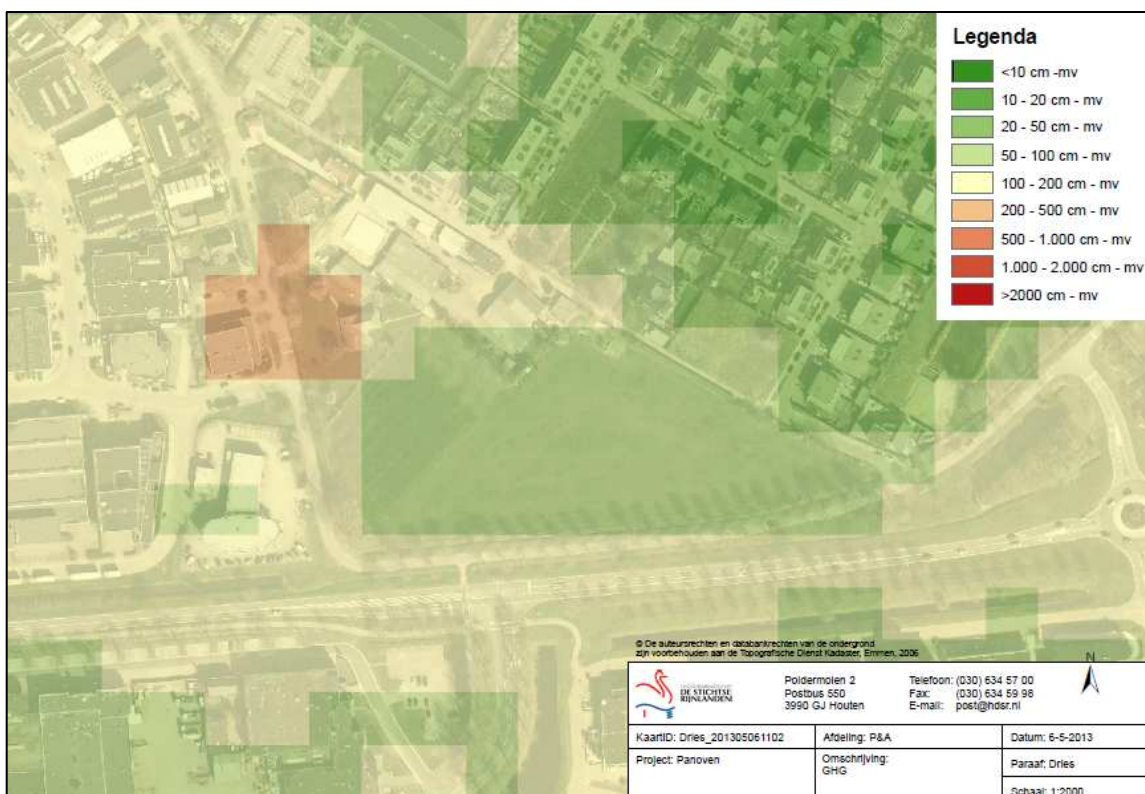 Legenda
<10 cm -mv
10 - 20 cm - mv
20 - 50 cm - mv
50 - 100 cm - mv
100 - 200 cm - mv
200 - 500 cm - mv
500 - 1.000 cm - mv
1.000 - 2.000 cm - mv
>2000 cm - mv
© De auteursrechten en databankrechten van de ondergrond
zijn voorbehouden aan de Topografische Dienst Kadaster, Emmen, 2006
N
DE STICHTSE
RIJNLANDEN
Poldermolen 2
Postbus 550
3990 GJ Houten
Telefoon: (030) 634 57 00
Fax: (030) 634 59 98
E-mail: post@hdsr.nl
KaartID: Dries_201305061102
Afdeling: P&A
Datum: 6-5-2013
Project: Panoven
Omschrijving:
GHG
Paraaf: Dries
Schaal: 1:2000